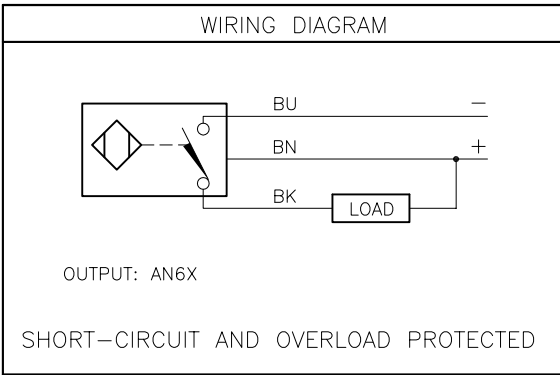 WIRING DIAGRAM
BU −
BN +
BK LOAD
OUTPUT: AN6X
SHORT−CIRCUIT AND OVERLOAD PROTECTED